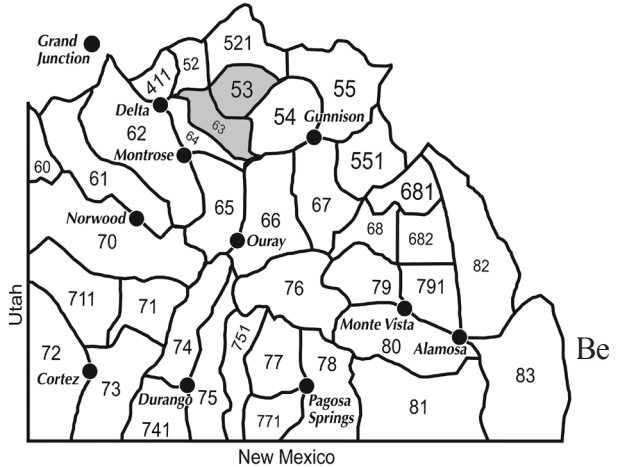 Grand
Junction
521
52
411
53
55
Delta
54
Gunnison
62
64
63
Montrose
551
60
61
681
65
66
67
Norwood
68
682
70
Ouray
82
76
79
791
711
71
Utah
Monte Vista
751
72
74
77
78
80
Alamosa
Be
Cortez
73
Durango
75
Pagosa
Springs
83
81
771
741
New Mexico